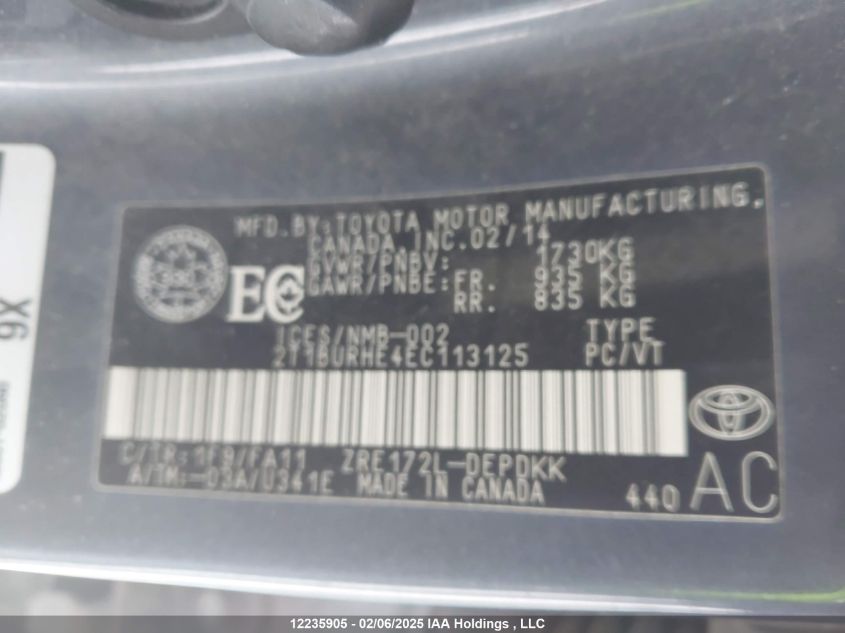 MFD.BY:TOYOTA MOTOR MANUFACTURING.
CANADA,INC.02/14
GVWR/PNBV: 1730KG
GAWR/PNBE:FR. 935 KG
RR. 835 KG
EC
ICES/NMB-002 TYPE
2T1BURHE4EC113125 PC/VT
C/TR:1F9/FA11 ZRE172L-DEPDKK
A/TM:-03A/U341E MADE IN CANADA
440 AC
X6
12235905 - 02/06/2025 IAA Holdings , LLC